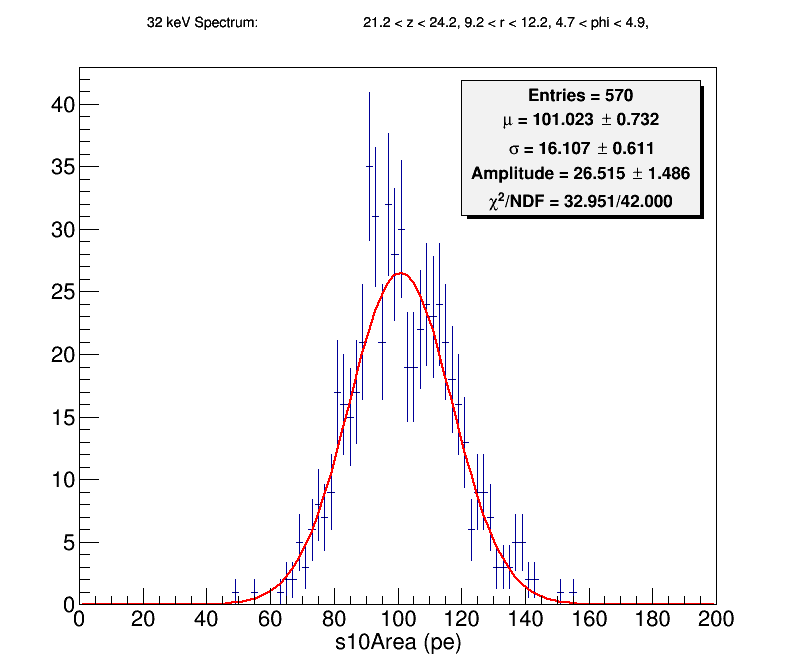 32 keV Spectrum: 21.2 < z < 24.2, 9.2 < r < 12.2, 4.7 < phi < 4.9,
Entries = 570
μ = 101.023 ± 0.732
σ = 16.107 ± 0.611
Amplitude = 26.515 ± 1.486
χ²/NDF = 32.951/42.000
40
35
30
25
20
15
10
5
0
0 20 40 60 80 100 120 140 160 180 200
s10Area (pe)